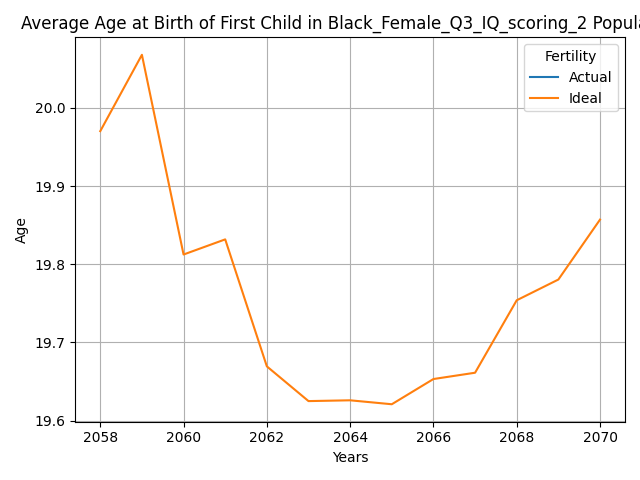 Average Age at Birth of First Child in Black_Female_Q3_IQ_scoring_2 Popula
Fertility
Actual
Ideal
20.0
19.9
19.8
19.7
19.6
Age
2058 2060 2062 2064 2066 2068 2070
Years